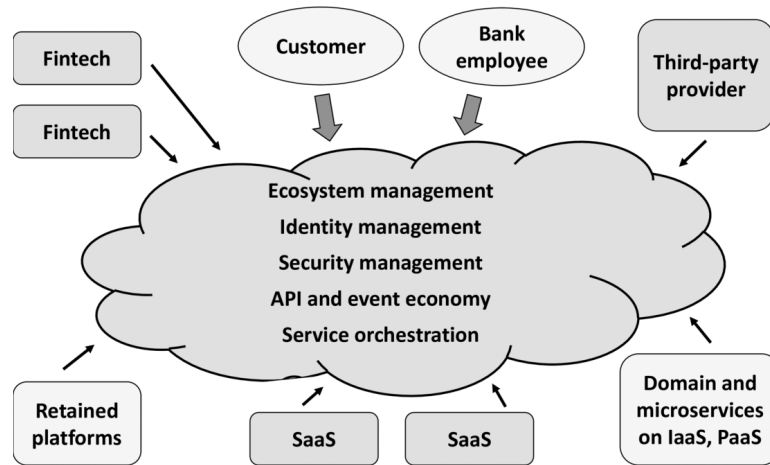 Fintech
Customer
Bank
employee
Third-party
provider
Fintech
Ecosystem management
Identity management
Security management
API and event economy
Service orchestration
Retained
platforms
SaaS
SaaS
Domain and
microservices
on IaaS, PaaS